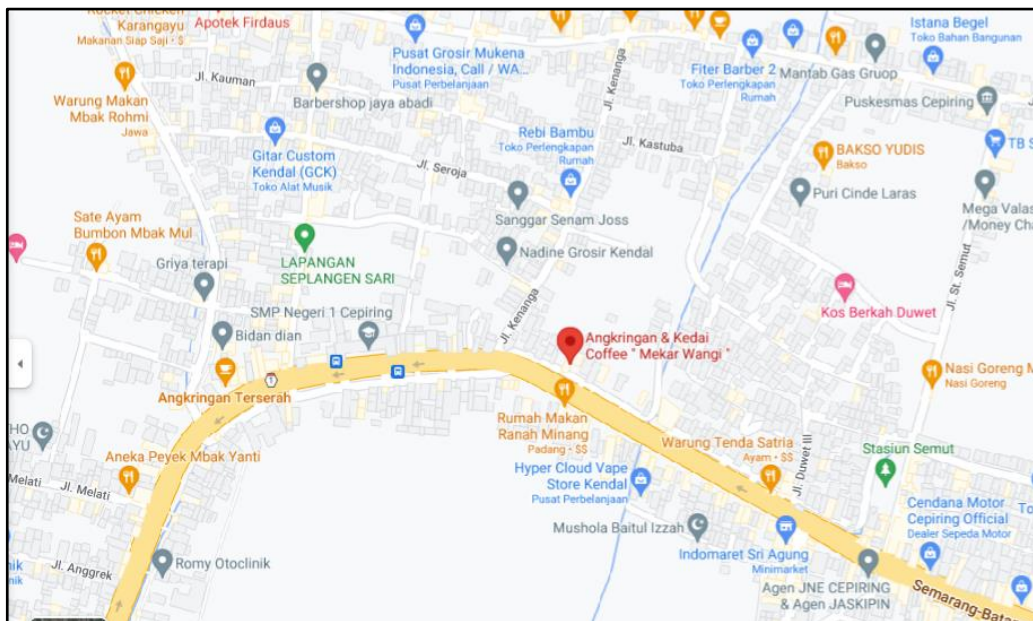 Rocket Chicken
Karangayu
Makanan Siap Saji · $
Apotek Firdaus
Pusat Grosir Mukena
Indonesia, Call / WA...
Pusat Perbelanjaan
Fiter Barber 2
Toko Perlengkapan
Rumah
Istana Begel
Toko Bahan Bangunan
Mantab Gas Gruop
Puskesmas Cepiring
Jl. Kauman
Barbershop jaya abadi
Jl. Kenanga
Warung Makan
Mbak Rohmi
Jawa
Gitar Custom
Kendal (GCK)
Toko Alat Musik
Rebi Bambu
Toko Perlengkapan
Rumah
Jl. Kastuba
Jl. Seroja
BAKSO YUDIS
Bakso
TB S
Puri Cinde Laras
Mega Valas
/Money Cha
Sanggar Senam Joss
Nadine Grosir Kendal
Sate Ayam
Bumbon Mbak Mul
Griya terapi
LAPANGAN
SEPLANGEN SARI
SMP Negeri 1 Cepiring
Bidan dian
Jl. Kenanga
Angkringan & Kedai
Coffee " Mekar Wangi "
Kos Berkah Duwet
Jl. St. Semut
Nasi Goreng M
Nasi Goreng
Angkringan Terserah
Rumah Makan
Ranah Minang
Padang · $$
Warung Tenda Satria
Ayam · $$
Jl. Duwet III
Stasiun Semut
HO
AYU
Aneka Peyek Mbak Yanti
Melati
Jl. Melati
Hyper Cloud Vape
Store Kendal
Pusat Perbelanjaan
Mushola Baitul Izzah
Indomaret Sri Agung
Minimarket
Cendana Motor
Cepiring Official
Dealer Sepeda Motor
To
Romy Otoclinik
Jl. Anggrek
nik
nik
Agen JNE CEPIRING
& Agen JASKIPIN
Semarang-Batan
1